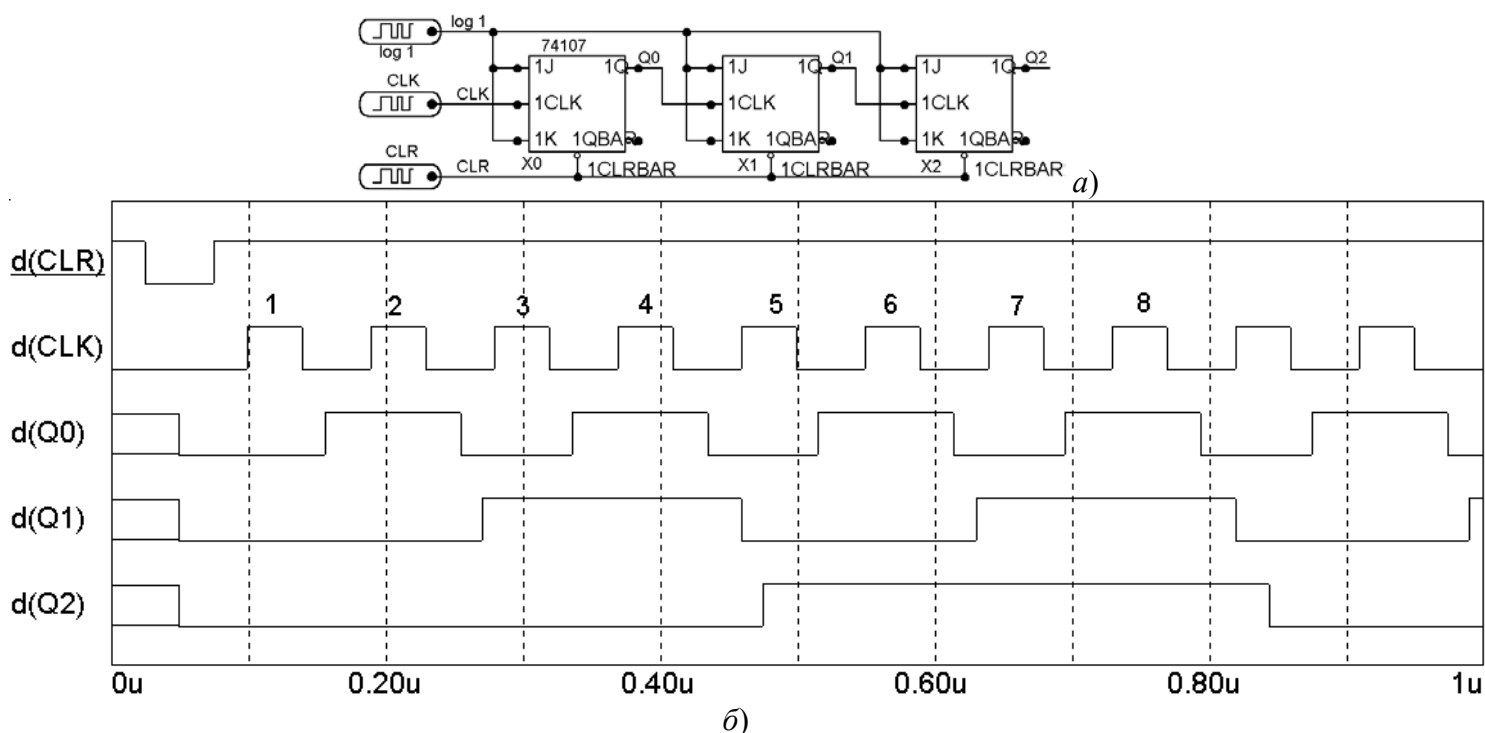 log 1
log 1
74107
Q0
Q1
Q2
1J 1Q
1J 1Q
1J 1Q
CLK
CLK
1CLK
1CLK
1CLK
1K 1QBAR
1K 1QBAR
1K 1QBAR
CLR
CLR
X0
1CLRBAR
X1
1CLRBAR
X2
1CLRBAR
а)
d(CLR)
1 2 3 4 5 6 7 8
d(CLK)
d(Q0)
d(Q1)
d(Q2)
0u 0.20u 0.40u 0.60u 0.80u 1u
б)